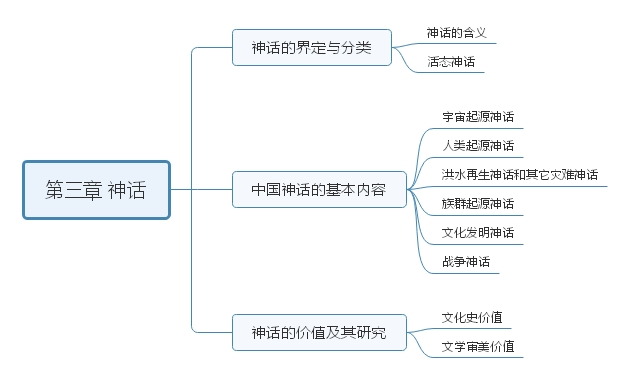 第三章 神话
神话的界定与分类
神话的含义
活态神话
中国神话的基本内容
宇宙起源神话
人类起源神话
洪水再生神话和其它灾难神话
族群起源神话
文化发明神话
战争神话
神话的价值及其研究
文化史价值
文学审美价值